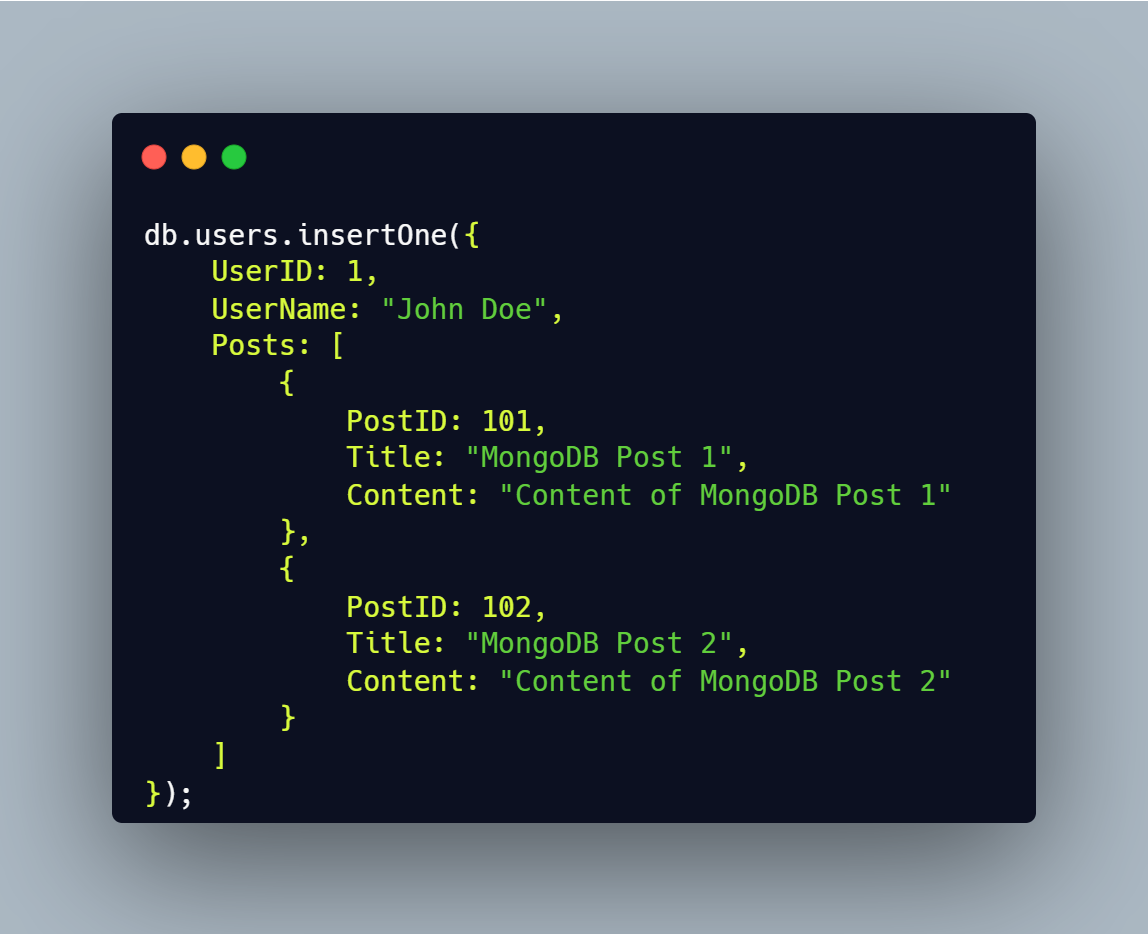 db.users.insertOne({
    UserID: 1,
    UserName: "John Doe",
    Posts: [
        {
            PostID: 101,
            Title: "MongoDB Post 1",
            Content: "Content of MongoDB Post 1"
        },
        {
            PostID: 102,
            Title: "MongoDB Post 2",
            Content: "Content of MongoDB Post 2"
        }
    ]
});